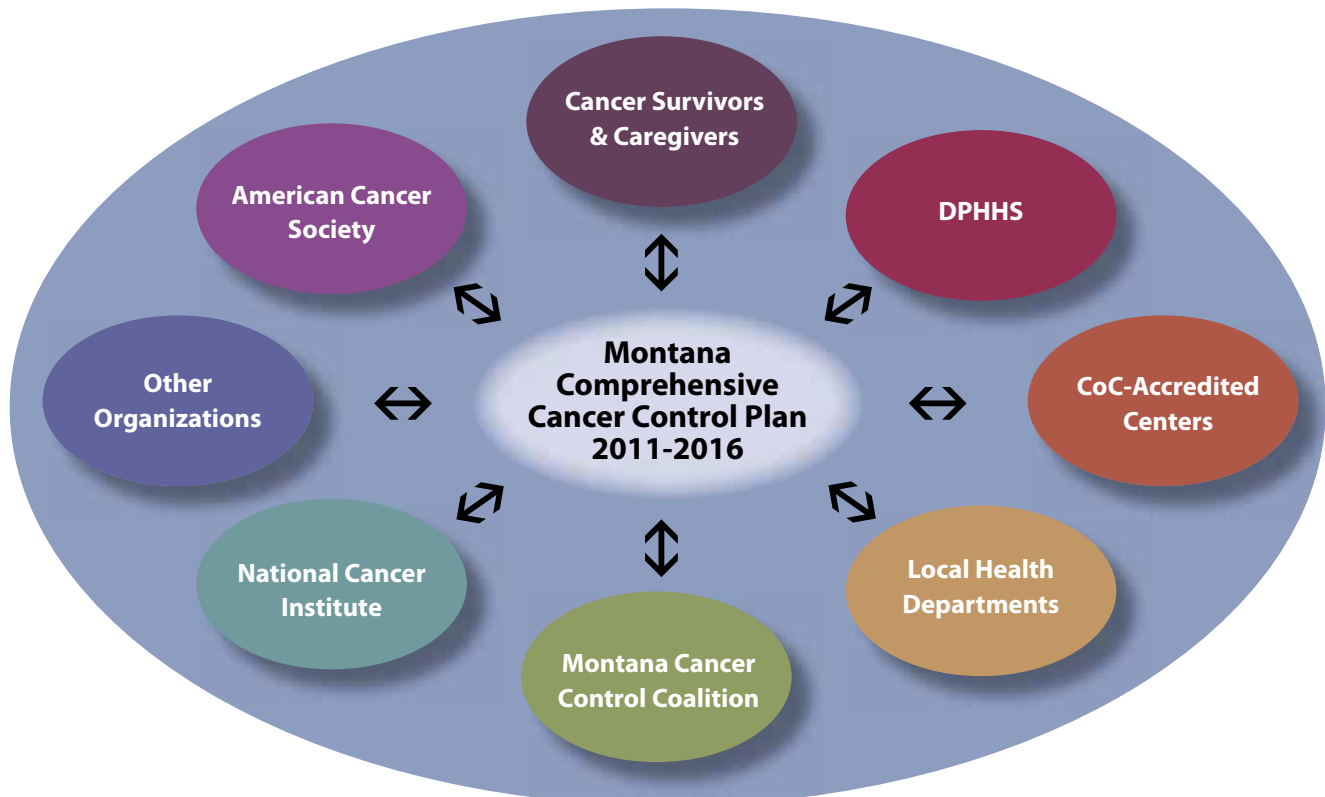 Cancer Survivors
& Caregivers
American Cancer
Society
DPHHS
Montana
Comprehensive
Cancer Control Plan
2011-2016
Other
Organizations
CoC-Accredited
Centers
National Cancer
Institute
Local Health
Departments
Montana Cancer
Control Coalition